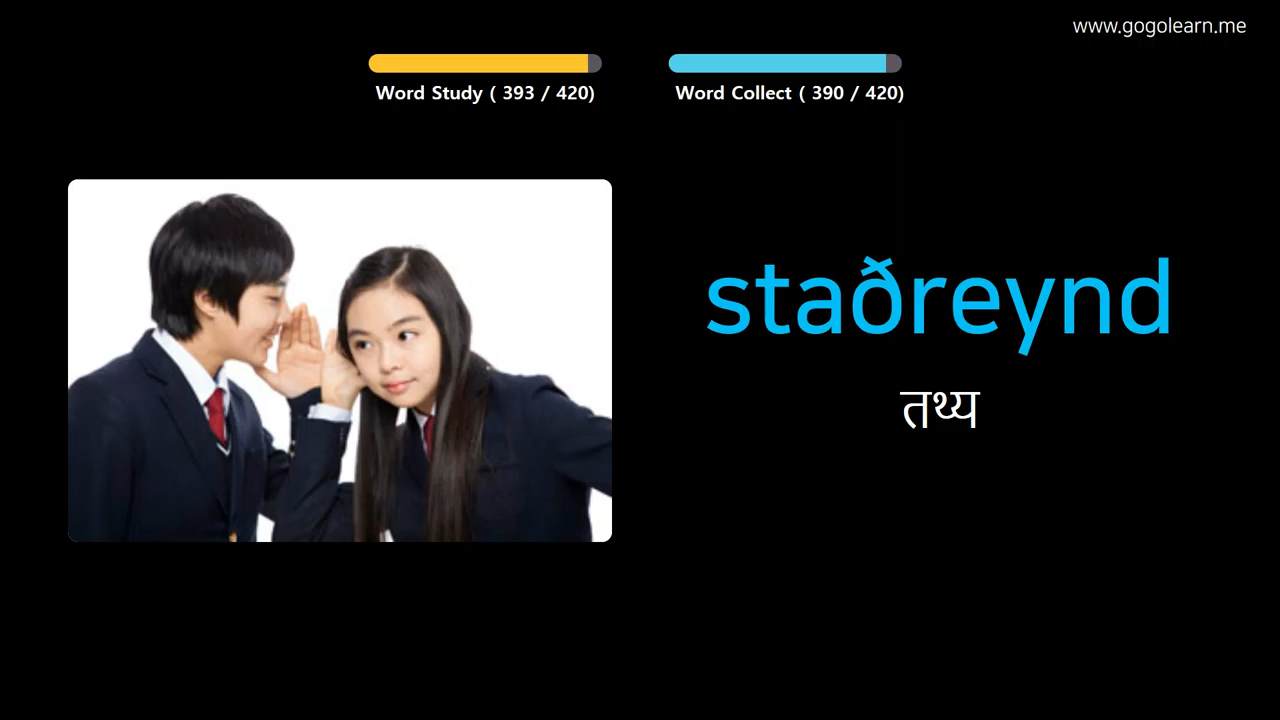 www.gogolearn.me
Word Study ( 393 / 420)
Word Collect ( 390 / 420)
staðreynd
तथ्य